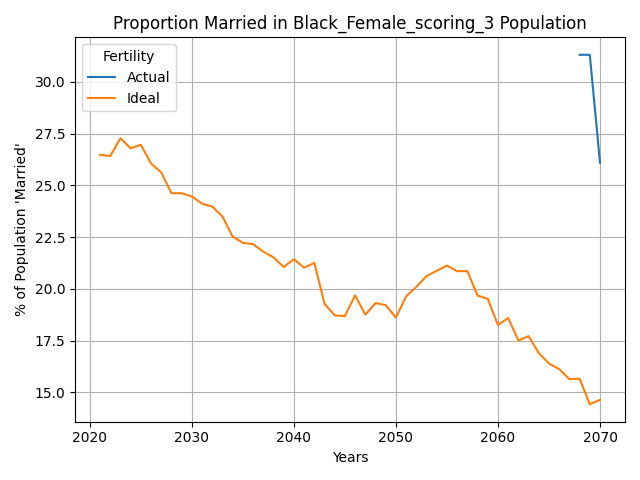 Proportion Married in Black_Female_scoring_3 Population
Fertility
Actual
Ideal
% of Population 'Married'
30.0
27.5
25.0
22.5
20.0
17.5
15.0
2020 2030 2040 2050 2060 2070
Years